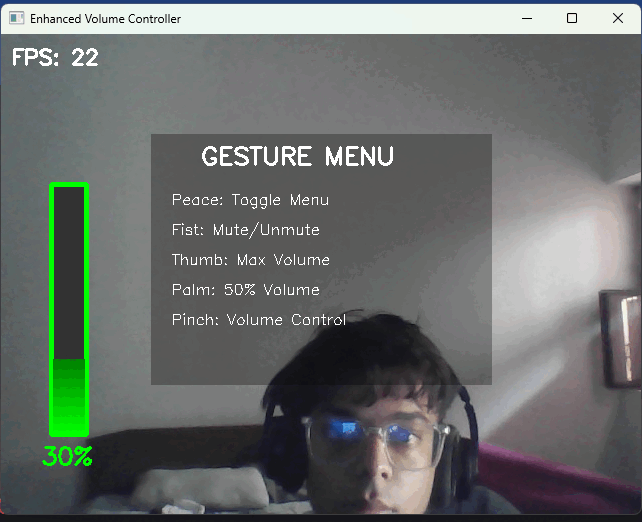 Enhanced Volume Controller
FPS: 22
GESTURE MENU
Peace: Toggle Menu
Fist: Mute/Unmute
Thumb: Max Volume
Palm: 50% Volume
Pinch: Volume Control
30%